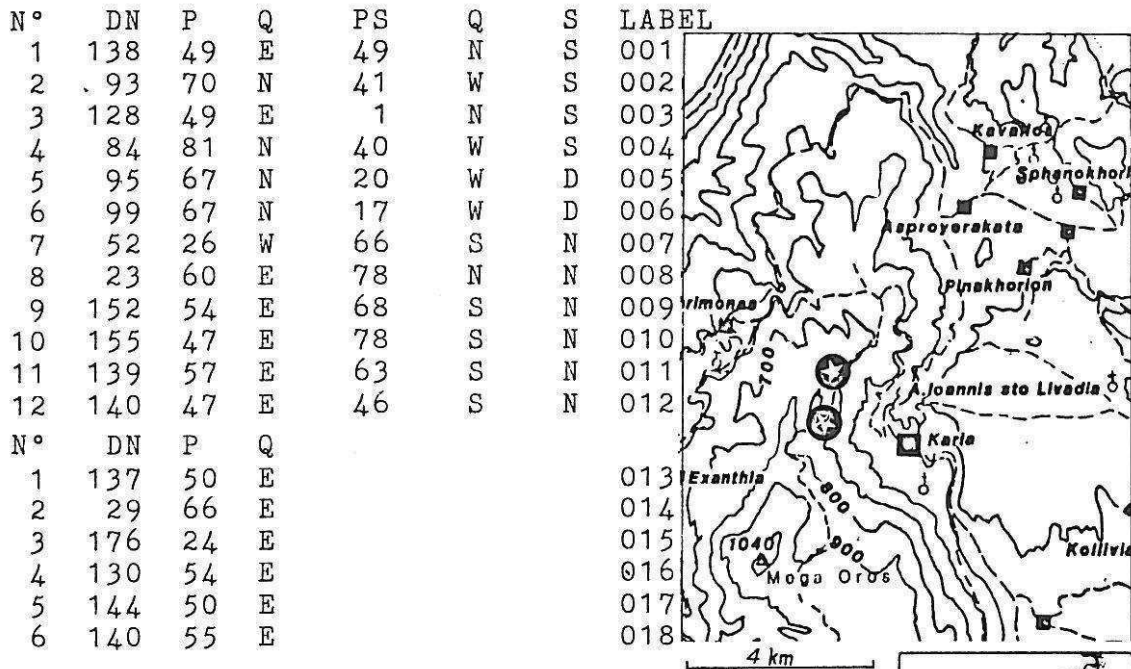 N° DN P Q PS Q S LABEL
1 138 49 E 49 N S 001
2 93 70 N 41 W S 002
3 128 49 E 1 N S 003
4 84 81 N 40 W S 004
5 95 67 N 20 W D 005
6 99 67 N 17 W D 006
7 52 26 W 66 S N 007
8 23 60 E 78 N N 008
9 152 54 E 68 S N 009
10 155 47 E 78 S N 010
11 139 57 E 63 S N 011
12 140 47 E 46 S N 012
N° DN P Q
1 137 50 E 013
2 29 66 E 014
3 176 24 E 015
4 130 54 E 016
5 144 50 E 017
6 140 55 E 018
Kavallos
Sphanokhori
Asproyerakata
Pinakhorion
rimonas
700
A.Ioannis sto Livadia
Karia
Exanthia
800
900
1040
Mega Oros
Kollivia
4 km